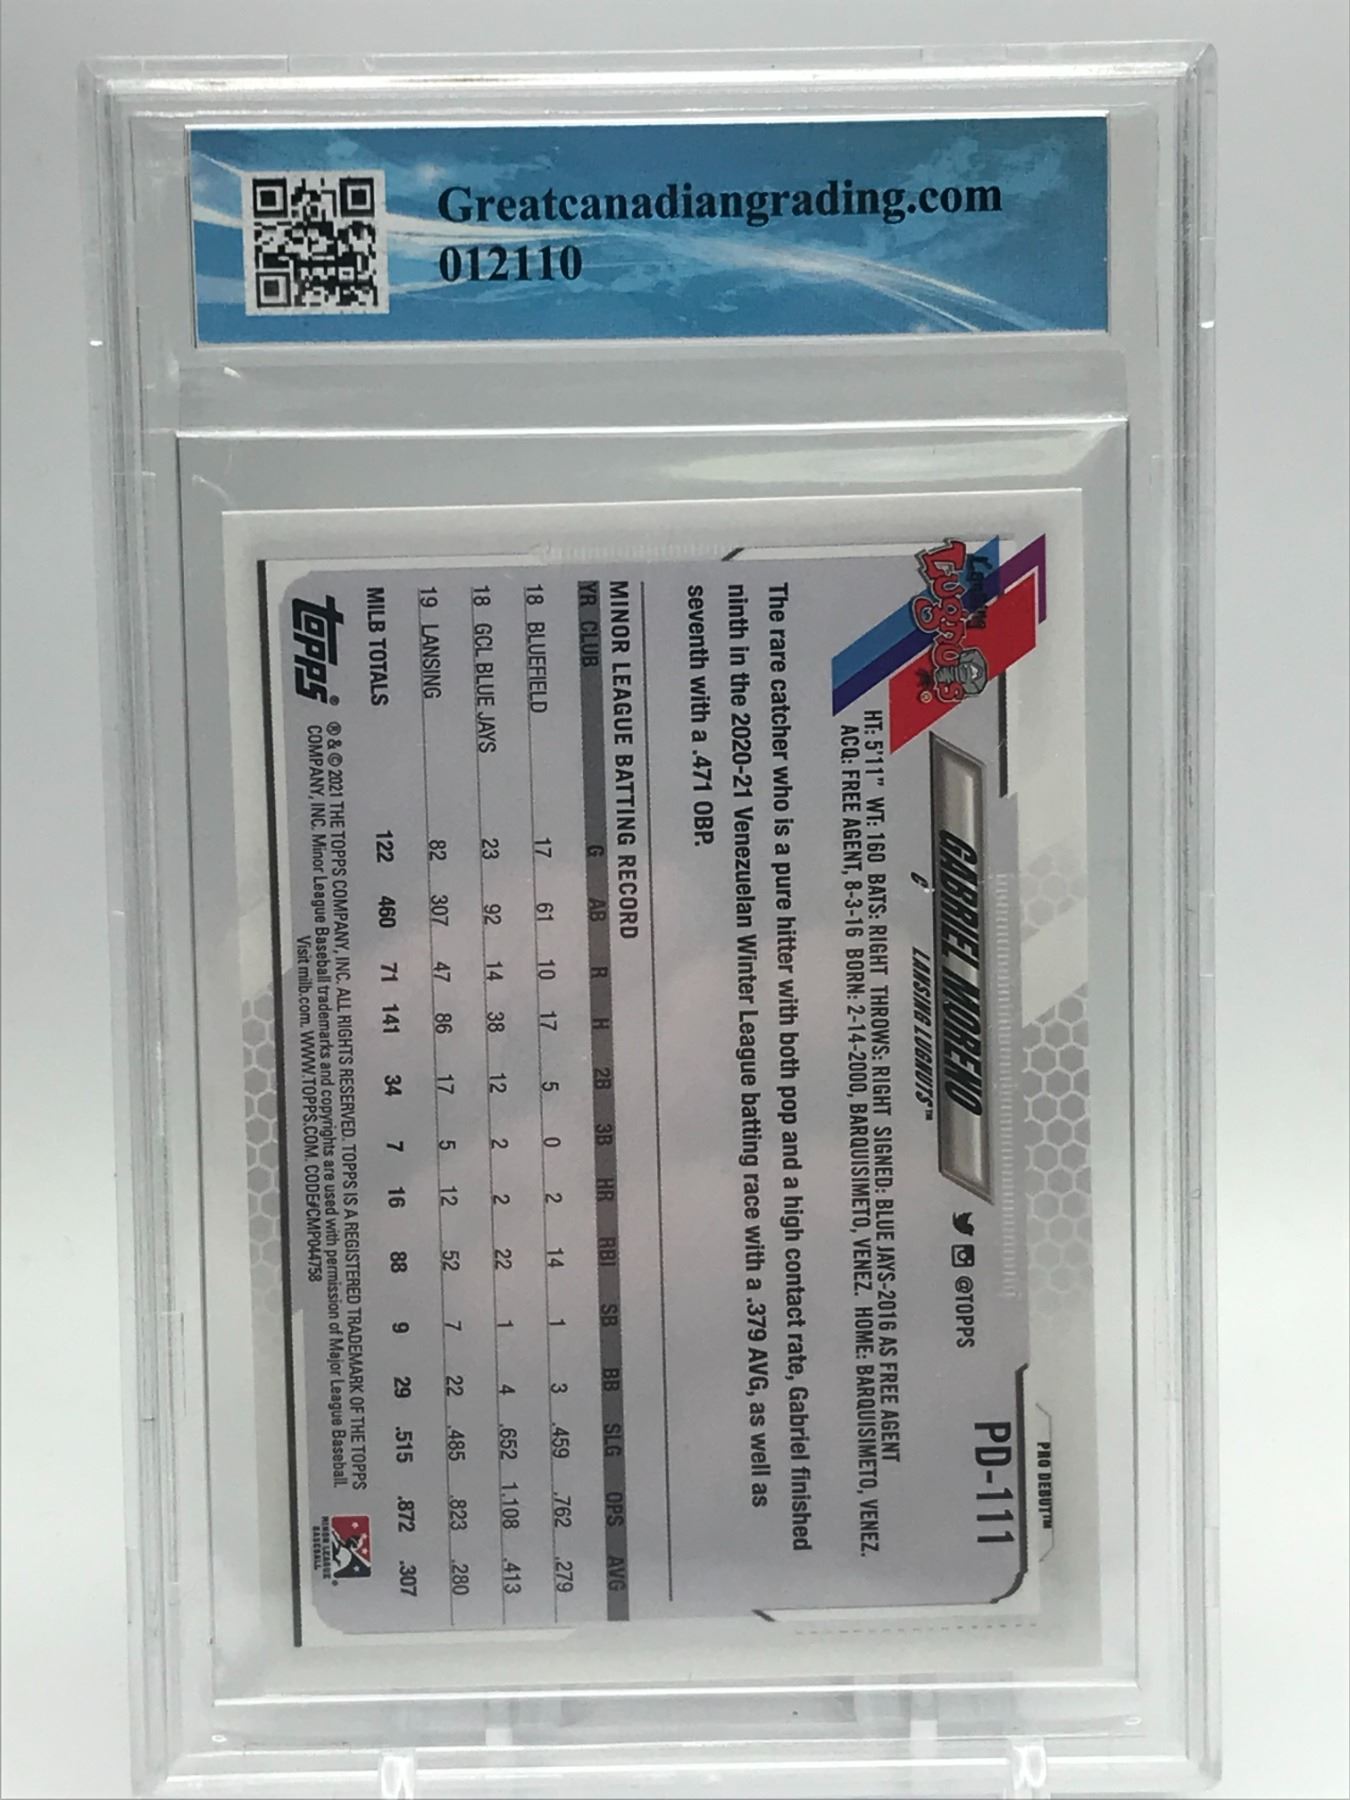 Greatcanadiangrading.com
012110
PRO DEBUT™
PD-111
Lansing
Lugnuts®
GABRIEL MORENO
@TOPPS
C LANSING LUGNUTS™
HT: 5'11" WT: 160 BATS: RIGHT THROWS: RIGHT SIGNED: BLUE JAYS-2016 AS FREE AGENT
ACQ: FREE AGENT, 8-3-16 BORN: 2-14-2000, BARQUISIMETO, VENEZ. HOME: BARQUISIMETO, VENEZ.
The rare catcher who is a pure hitter with both pop and a high contact rate, Gabriel finished
ninth in the 2020-21 Venezuelan Winter League batting race with a .379 AVG, as well as
seventh with a .471 OBP.
MINOR LEAGUE BATTING RECORD
YR CLUB G AB R H 2B 3B HR RBI SB BB SLG OPS AVG
18 BLUEFIELD 17 61 10 17 5 0 2 14 1 3 .459 .762 .279
18 GCL BLUE JAYS 23 92 14 38 12 2 2 22 1 4 .652 1.108 .413
19 LANSING 82 307 47 86 17 5 12 52 7 22 .485 .823 .280
MILB TOTALS 122 460 71 141 34 7 16 88 9 29 .515 .872 .307
topps® ® & © 2021 THE TOPPS COMPANY, INC. ALL RIGHTS RESERVED. TOPPS IS A REGISTERED TRADEMARK OF THE TOPPS
COMPANY, INC. Minor League Baseball trademarks and copyrights are used with permission of Major League Baseball.
Visit milb.com. WWW.TOPPS.COM. CODE#CMP044758
MINOR LEAGUE
BASEBALL